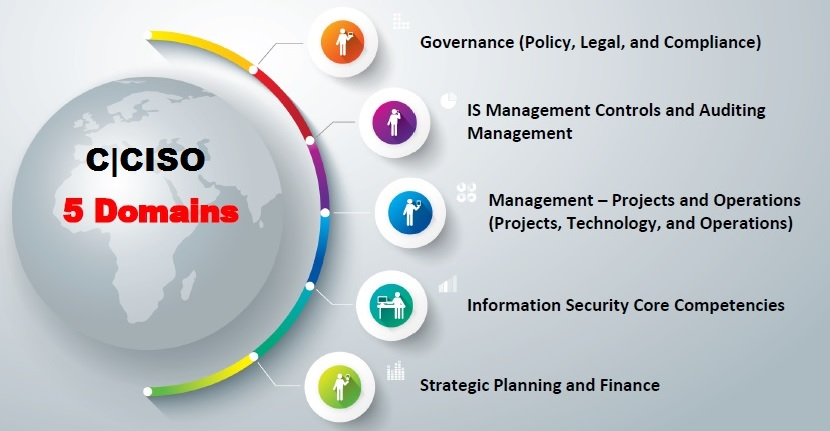 C|CISO
5 Domains
Governance (Policy, Legal, and Compliance)
IS Management Controls and Auditing
Management
Management – Projects and Operations
(Projects, Technology, and Operations)
Information Security Core Competencies
Strategic Planning and Finance